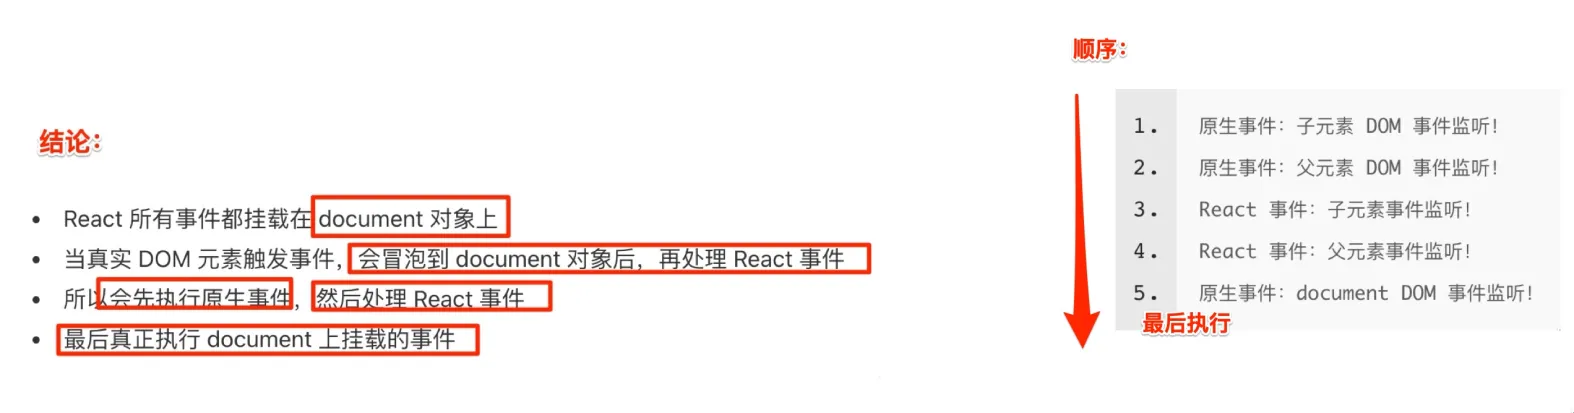 结论：
• React 所有事件都挂载在 document 对象上
• 当真实 DOM 元素触发事件，会冒泡到 document 对象后，再处理 React 事件
• 所以会先执行原生事件，然后处理 React 事件
• 最后真正执行 document 上挂载的事件
顺序：
1. 原生事件：子元素 DOM 事件监听！
2. 原生事件：父元素 DOM 事件监听！
3. React 事件：子元素事件监听！
4. React 事件：父元素事件监听！
5. 原生事件：document DOM 事件监听！
最后执行